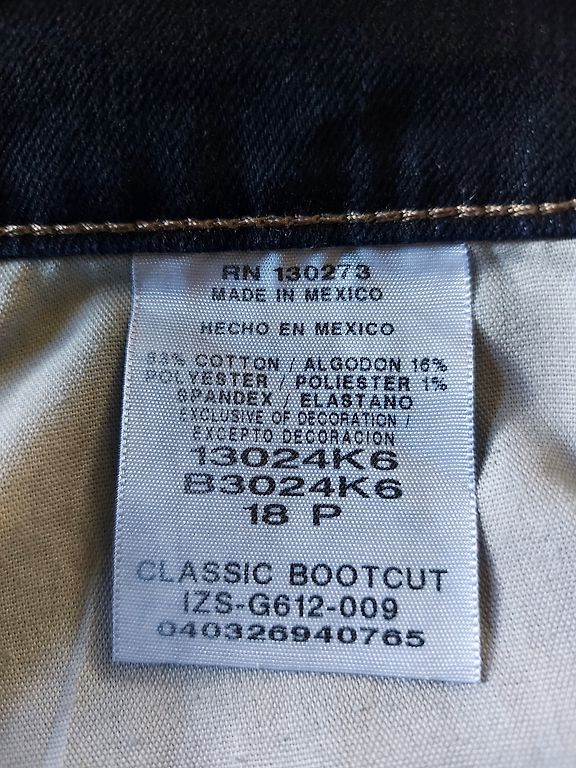 RN 130273
MADE IN MEXICO
HECHO EN MEXICO
83% COTTON / ALGODON 16%
POLYESTER / POLIESTER 1%
SPANDEX / ELASTANO
EXCLUSIVE OF DECORATION /
EXCEPTO DECORACION
13024K6
B3024K6
18 P
CLASSIC BOOTCUT
IZS-G612-009
040326940765